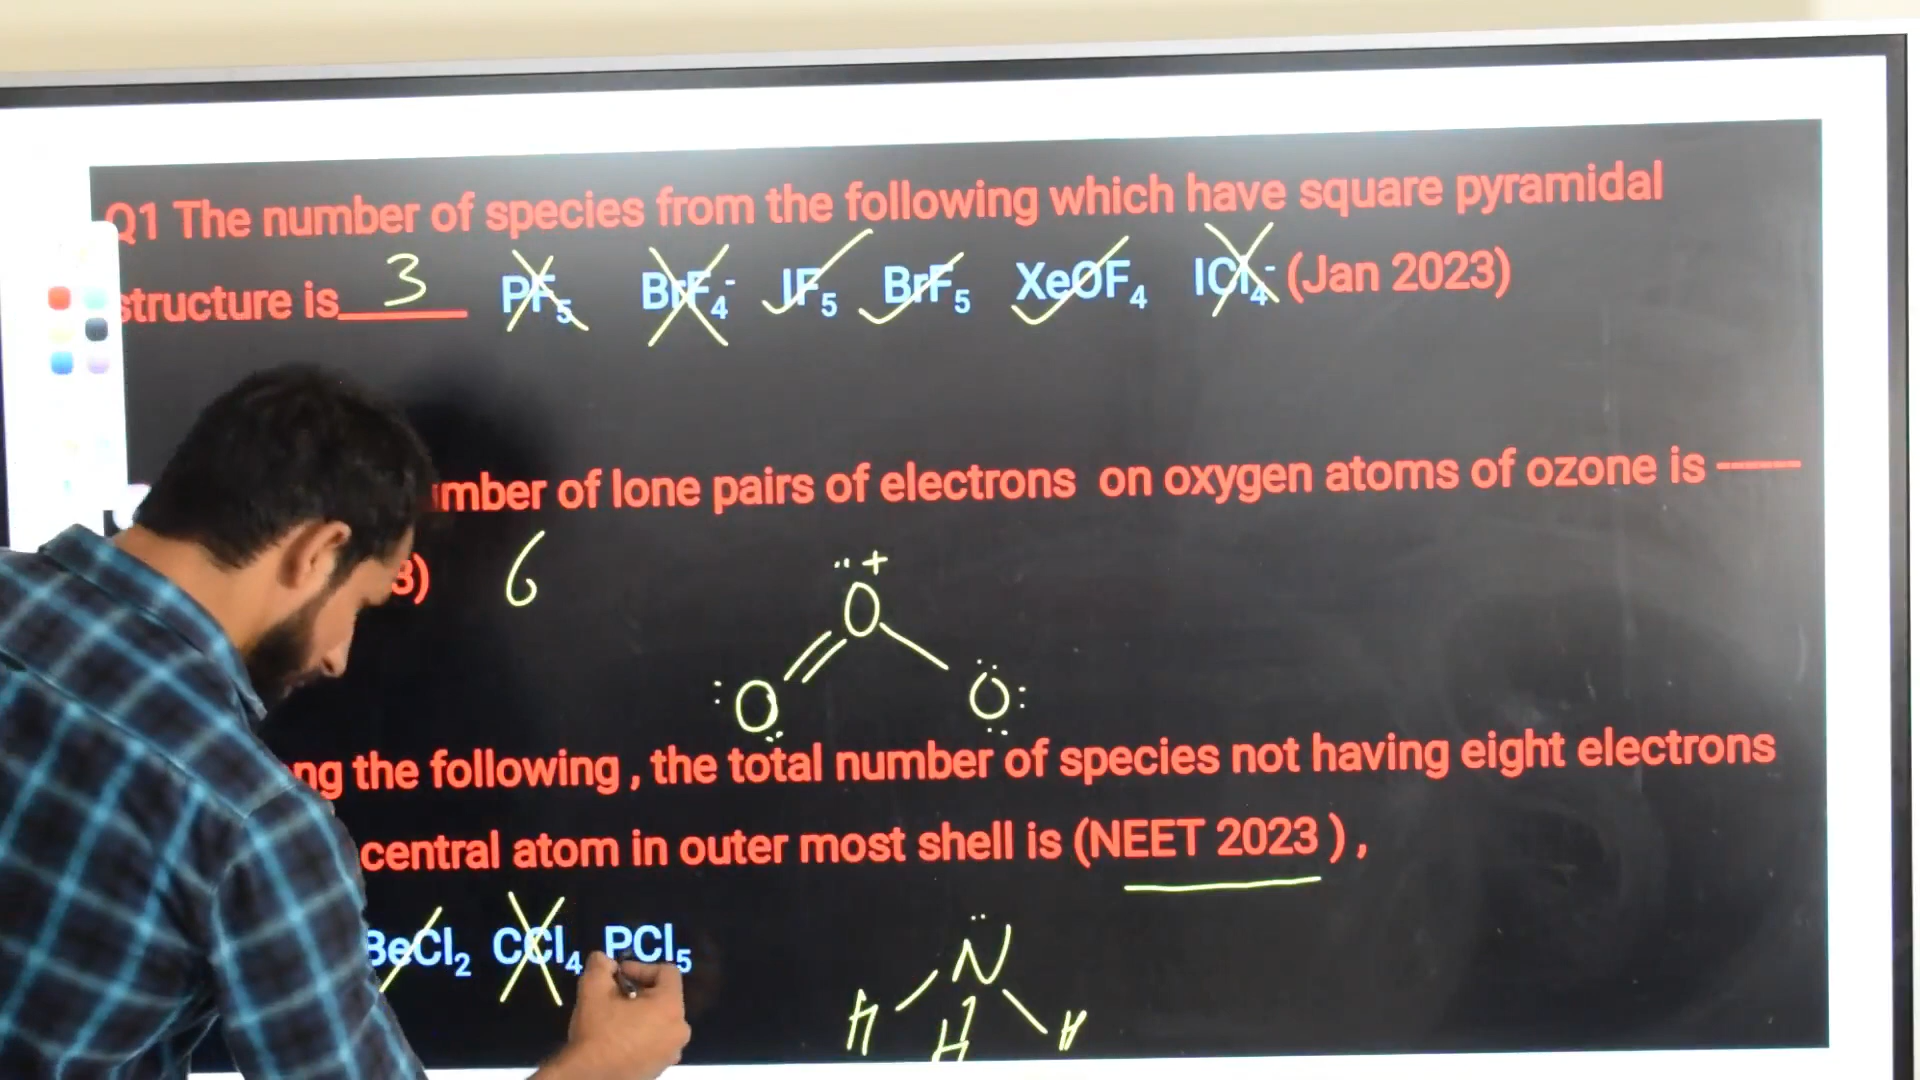 Q1 The number of species from the following which have square pyramidal
structure is 3 PF₅ BrF₄⁻ IF₅ BrF₅ XeOF₄ ICl₄⁻ (Jan 2023)
of lone pairs of electrons on oxygen atoms of ozone is ------
6
:O=O⁺-O:
the following , the total number of species not having eight electrons
central atom in outer most shell is (NEET 2023 ) ,
BeCl₂ CCl₄ PCl₅
N
H H H